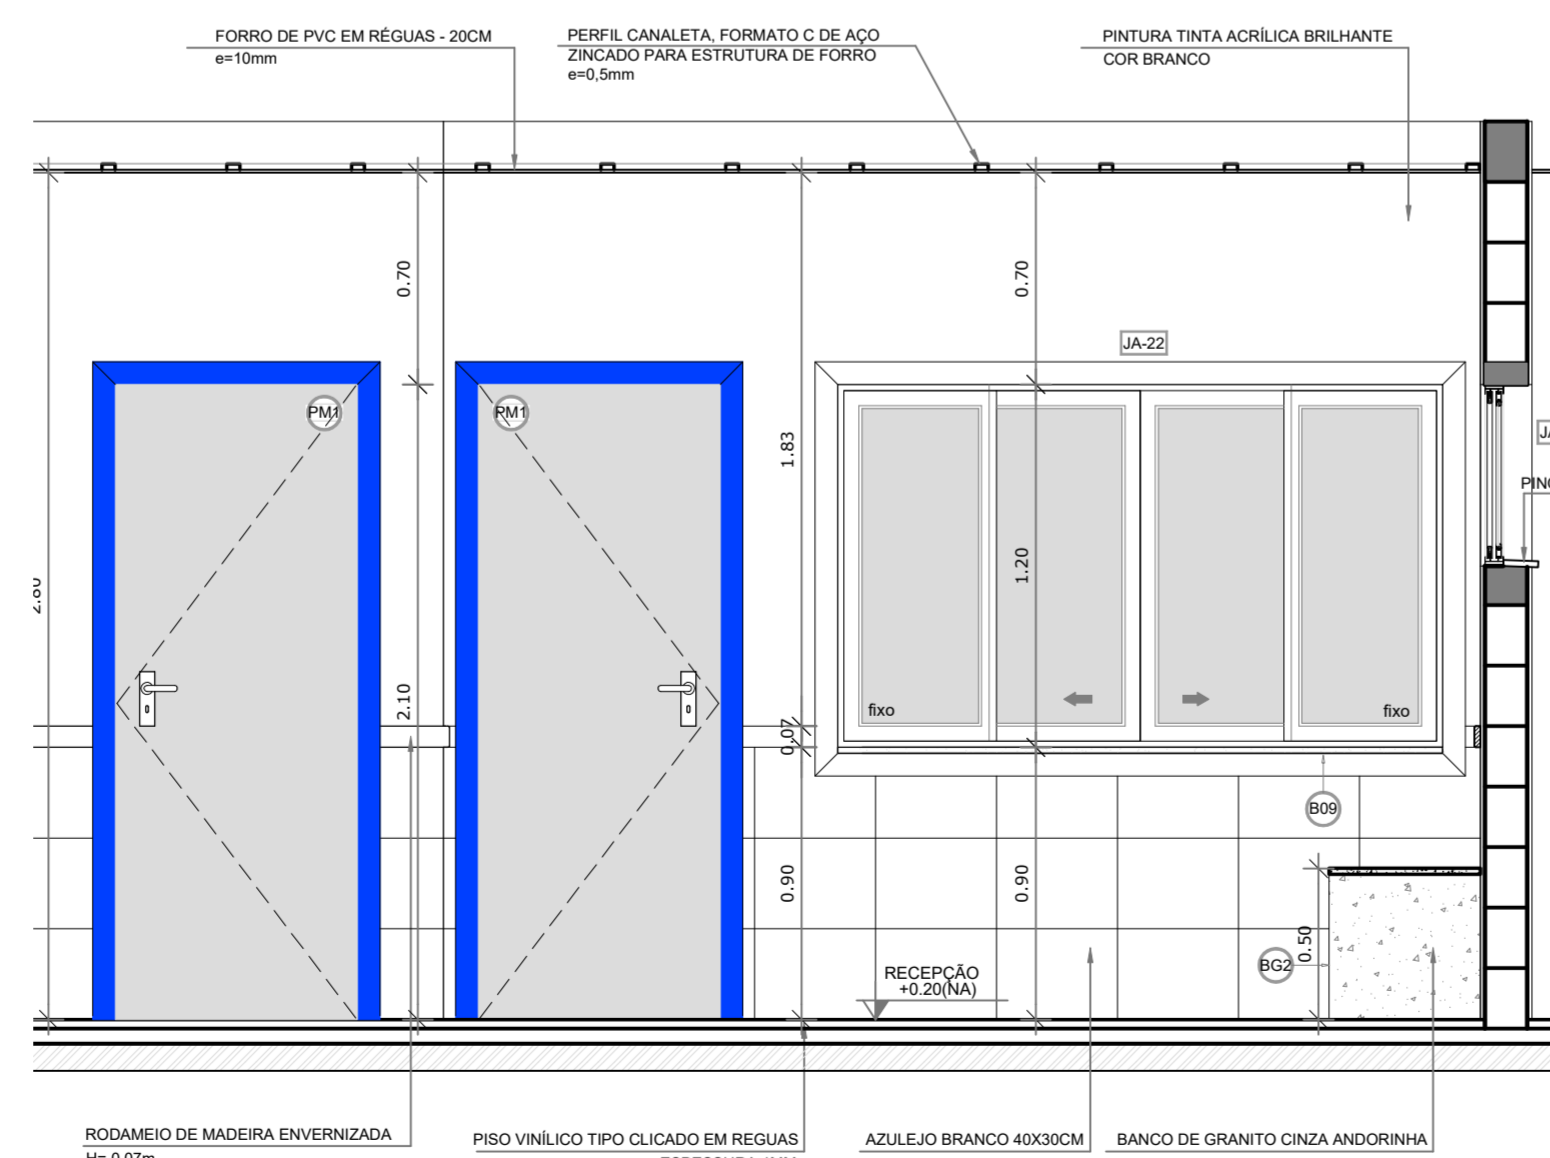 FORRO DE PVC EM RÉGUAS - 20CM
e=10mm
PERFIL CANALETA, FORMATO C DE AÇO
ZINCADO PARA ESTRUTURA DE FORRO
e=0,5mm
PINTURA TINTA ACRÍLICA BRILHANTE
COR BRANCO
0.70
0.70
JA-22
PM1
PM1
1.83
1.20
2.10
0.07
fixo
fixo
B09
0.90
0.90
0.50
BG2
RECEPÇÃO
+0.20(NA)
RODAMEIO DE MADEIRA ENVERNIZADA
PISO VINÍLICO TIPO CLICADO EM REGUAS
AZULEJO BRANCO 40X30CM
BANCO DE GRANITO CINZA ANDORINHA